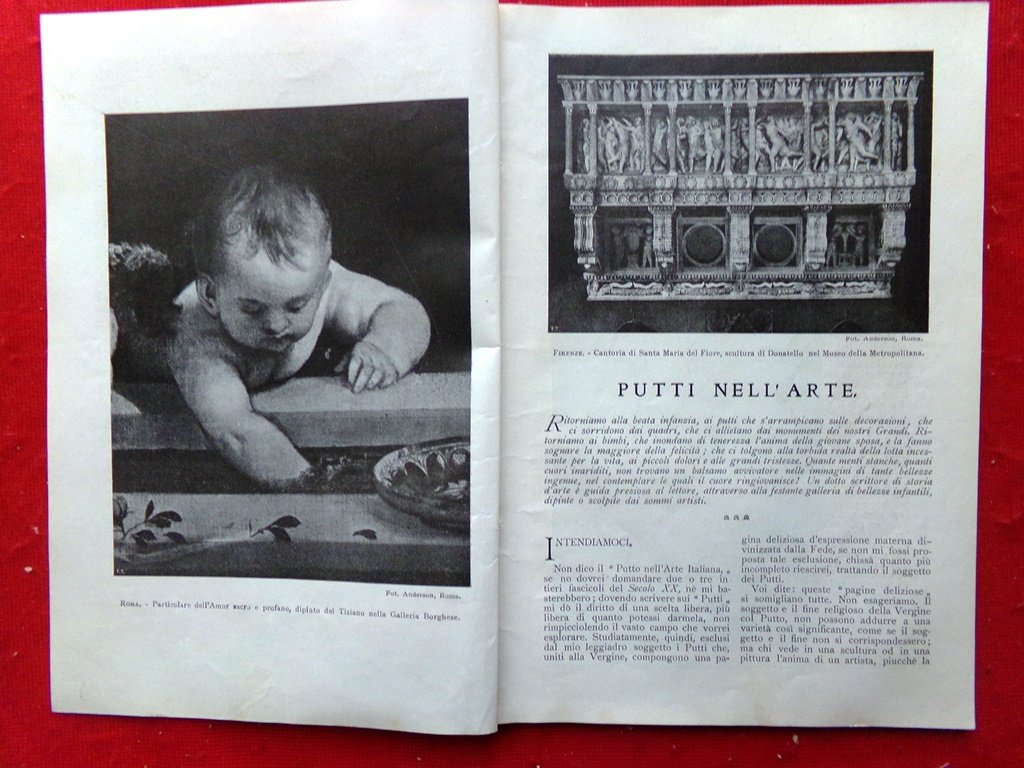 Fot. Anderson, Roma.
ROMA. - Particolare dell'Amor sacro e profano, dipinto del Tiziano nella Galleria Borghese.
Fot. Anderson, Roma.
FIRENZE. - Cantoria di Santa Maria del Fiore, scultura di Donatello nel Museo della Metropolitana.
PUTTI NELL'ARTE.
Ritorniamo alla beata infanzia, ai putti che s'arrampicano sulle decorazioni, che
ci sorridono dai quadri, che ci allietano dai monumenti dei nostri Grandi. Ri-
torniamo ai bimbi, che inondano di tenerezza l'anima della giovane sposa, e la fanno
sognare la maggiore della felicità; che ci tolgono alla torbida realtà della lotta inces-
sante per la vita, ai piccoli dolori e alle grandi tristezze. Quante menti stanche, quanti
cuori inariditi, non trovano un balsamo avvivatore nelle immagini di tante bellezze
ingenue, nel contemplare le quali il cuore ringiovanisce! Un dotto scrittore di storia
d'arte è guida preziosa al lettore, attraverso alla festante galleria di bellezze infantili,
dipinte o scolpite dai sommi artisti.
INTENDIAMOCI.
Non dico il " Putto nell'Arte Italiana, „
se no dovrei domandare due o tre in-
tieri fascicoli del Secolo XX, nè mi ba-
sterebbero; dovendo scrivere sui " Putti „
mi dò il diritto di una scelta libera, più
libera di quanto potessi darmela, non
rimpicciolendo il vasto campo che vorrei
esplorare. Studiatamente, quindi, esclusi
dal mio leggiadro soggetto i Putti che,
uniti alla Vergine, compongono una pa-
gina deliziosa d'espressione materna di-
vinizzata dalla Fede, se non mi fossi pro-
posta tale esclusione, chissà quanto più
incompleto riescirei, trattando il soggetto
dei Putti.
Voi dite: queste " pagine deliziose „
si somigliano tutte. Non esageriamo. Il
soggetto e il fine religioso della Vergine
col Putto, non possono addurre a una
varietà così significante, come se il sog-
getto e il fine non si corrispondessero;
ma chi vede in una scultura od in una
pittura l'anima di un artista, piucchè la